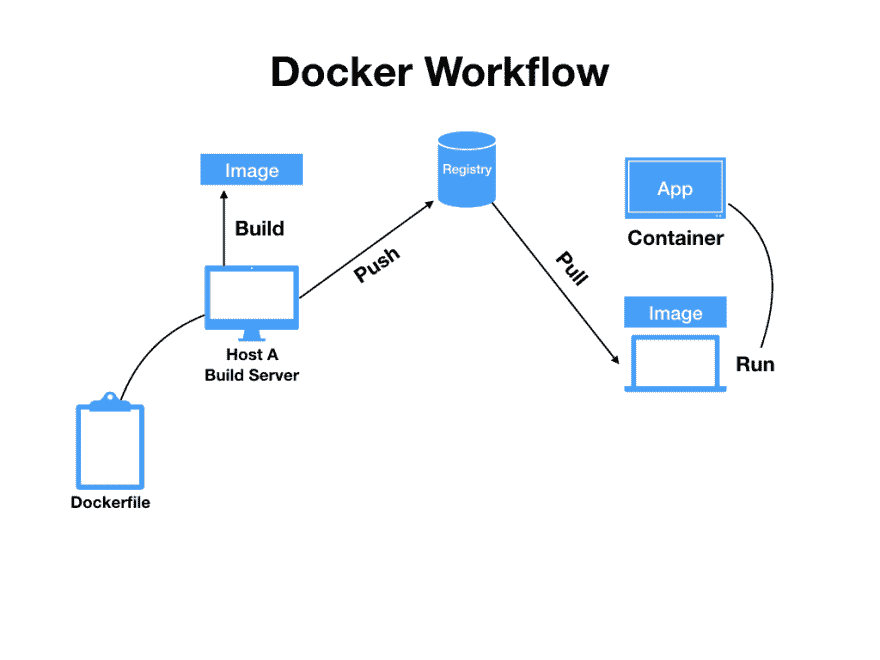 Docker Workflow
Image
Build
Host A
Build Server
Dockerfile
Push
Registry
Pull
App
Container
Image
Run